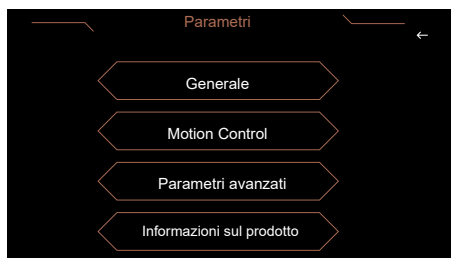 Parametri
Generale
Motion Control
Parametri avanzati
Informazioni sul prodotto